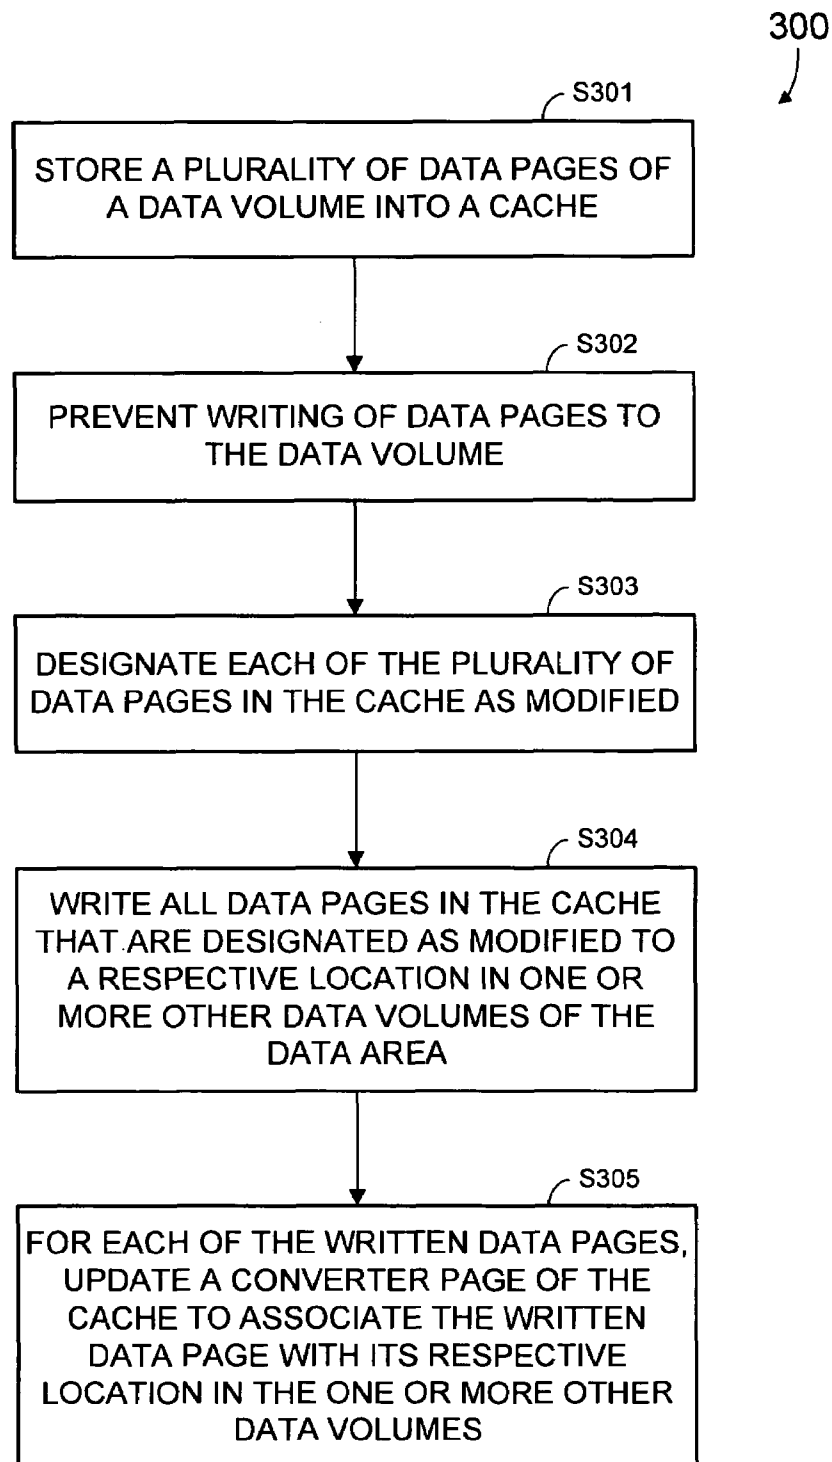 300
S301
STORE A PLURALITY OF DATA PAGES OF
A DATA VOLUME INTO A CACHE
S302
PREVENT WRITING OF DATA PAGES TO
THE DATA VOLUME
S303
DESIGNATE EACH OF THE PLURALITY OF
DATA PAGES IN THE CACHE AS MODIFIED
S304
WRITE ALL DATA PAGES IN THE CACHE
THAT ARE DESIGNATED AS MODIFIED TO
A RESPECTIVE LOCATION IN ONE OR
MORE OTHER DATA VOLUMES OF THE
DATA AREA
S305
FOR EACH OF THE WRITTEN DATA PAGES,
UPDATE A CONVERTER PAGE OF THE
CACHE TO ASSOCIATE THE WRITTEN
DATA PAGE WITH ITS RESPECTIVE
LOCATION IN THE ONE OR MORE OTHER
DATA VOLUMES